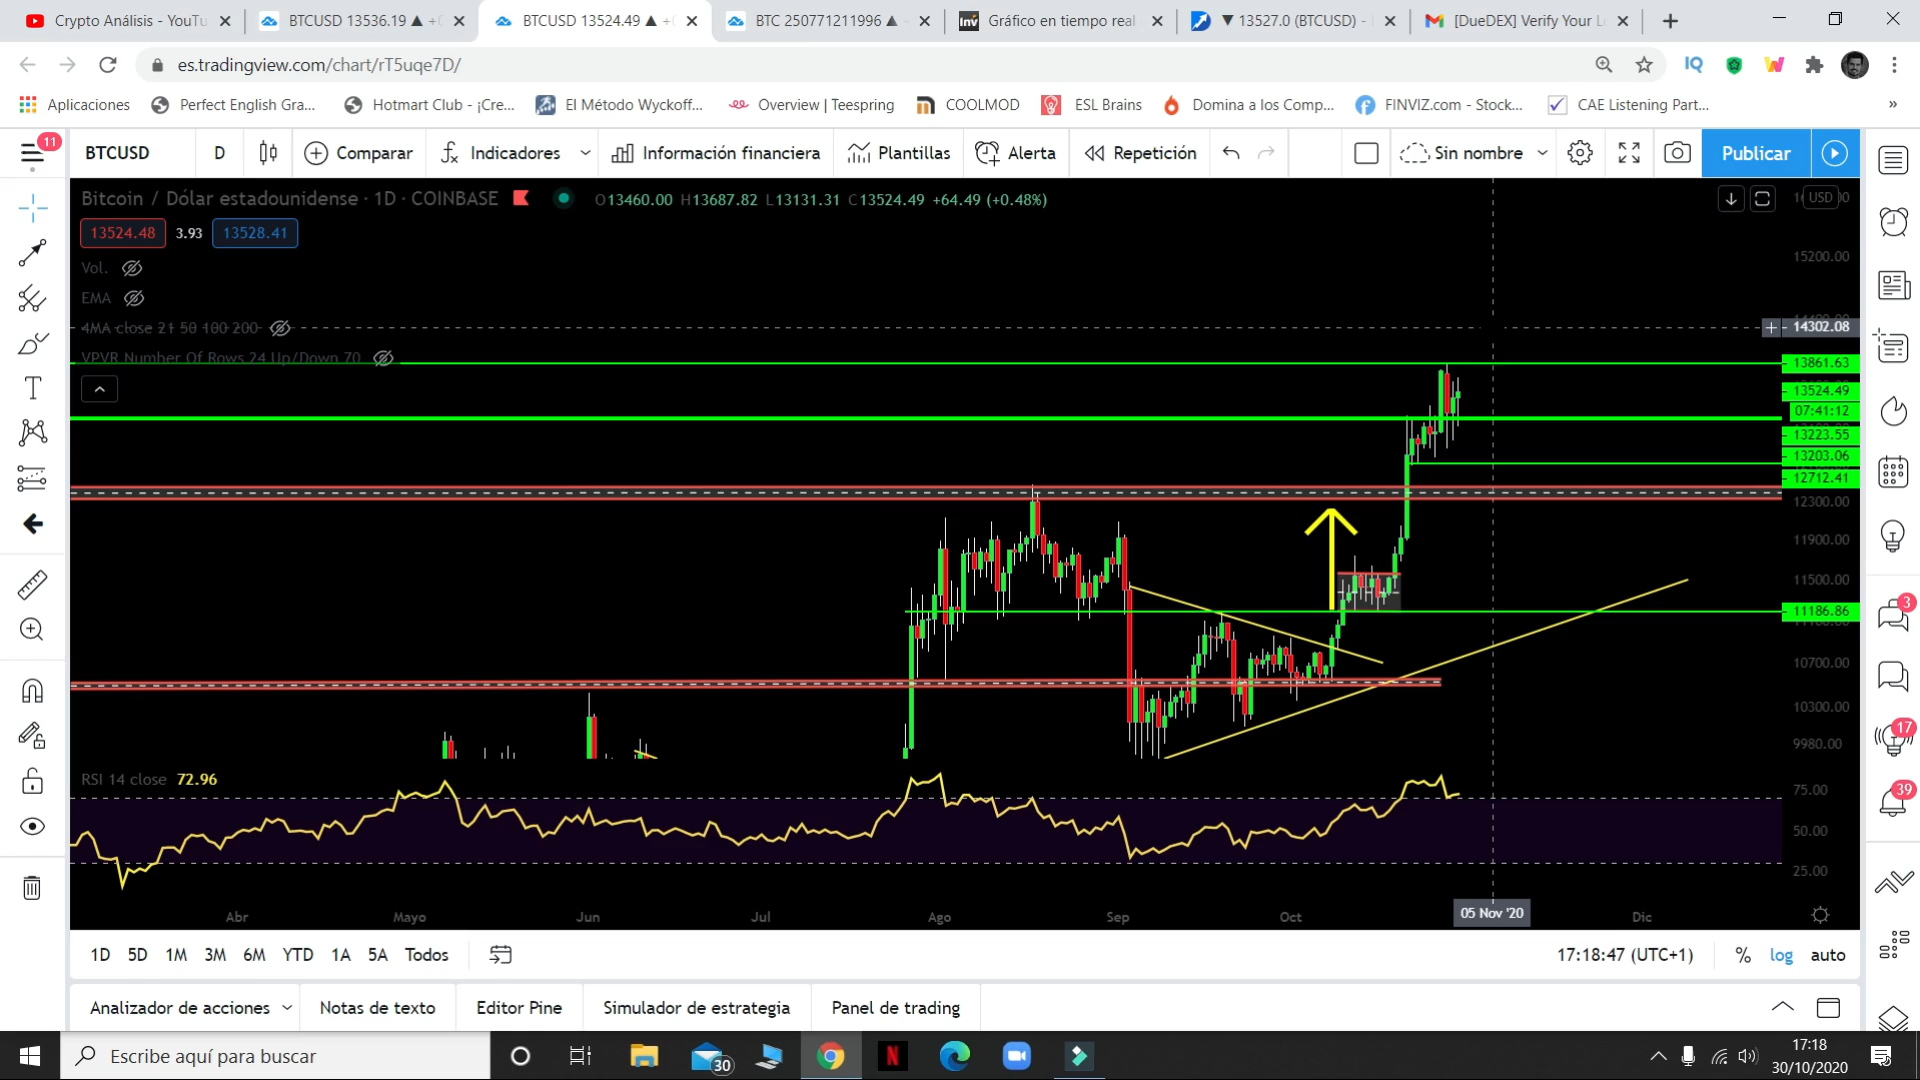 Crypto Análisis - YouTu
BTCUSD 13536.19 ▲ +
BTCUSD 13524.49 ▲ +
BTC 250771211996 ▲
Gráfico en tiempo real
▼ 13527.0 (BTCUSD) -
[DueDEX] Verify Your L
es.tradingview.com/chart/rT5uqe7D/
Aplicaciones
Perfect English Gra...
Hotmart Club - ¡Cre...
El Método Wyckoff...
Overview | Teespring
COOLMOD
ESL Brains
Domina a los Comp...
FINVIZ.com - Stock...
CAE Listening Part...
»
11
BTCUSD
D
Comparar
Indicadores
Información financiera
Plantillas
Alerta
Repetición
Sin nombre
Publicar
Bitcoin / Dólar estadounidense · 1D · COINBASE
O13460.00 H13687.82 L13131.31 C13524.49 +64.49 (+0.48%)
USD
13524.48
3.93
13528.41
Vol.
EMA
4MA close 21 50 100 200
VPVR Number Of Rows 24 Up/Down 70
15200.00
14302.08
13861.63
13524.49
07:41:12
13223.55
13203.06
12712.41
12300.00
11900.00
11500.00
11186.86
10700.00
10300.00
9980.00
RSI 14 close 72.96
75.00
50.00
25.00
Abr
Mayo
Jun
Jul
Ago
Sep
Oct
05 Nov '20
Dic
3
17
39
1D
5D
1M
3M
6M
YTD
1A
5A
Todos
17:18:47 (UTC+1)
%
log
auto
Analizador de acciones
Notas de texto
Editor Pine
Simulador de estrategia
Panel de trading
Escribe aquí para buscar
30
17:18
30/10/2020